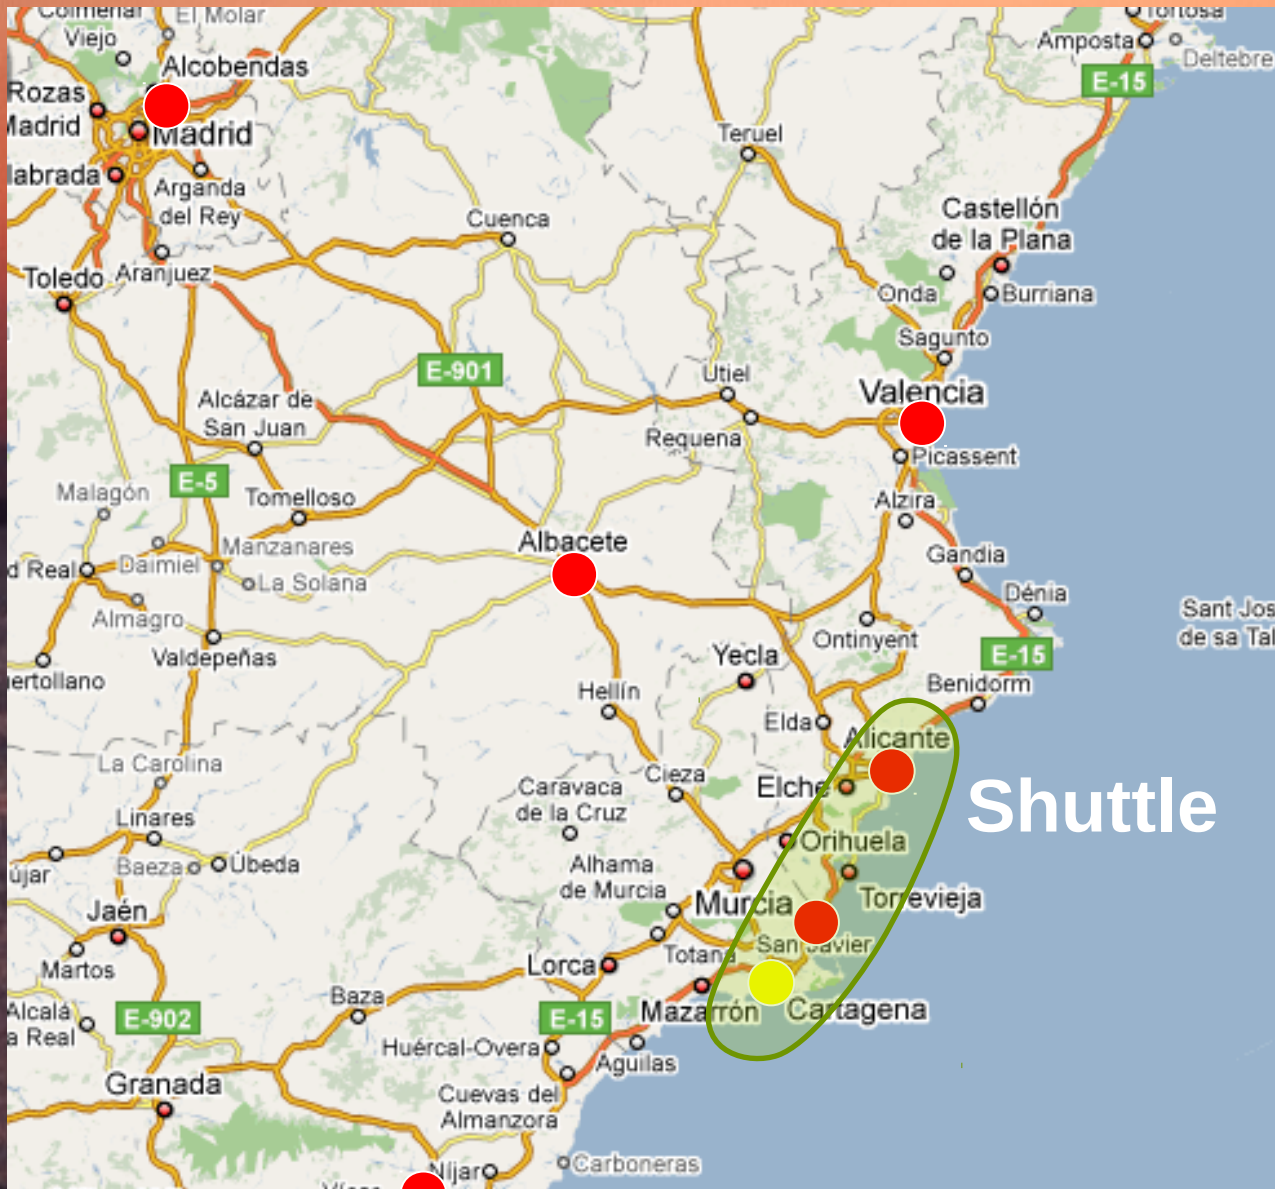 Colmenar
Viejo
El Molar
Alcobendas
Rozas
Madrid
Madrid
labrada
Arganda
del Rey
Toledo
Aranjuez
Cuenca
Teruel
Tortosa
Amposta
Deltebre
E-15
Castellón
de la Plana
Onda
Burriana
Sagunto
E-901
Utiel
Valencia
Alcázar de
San Juan
Requena
Picassent
E-5
Malagón
Tomelloso
Alzira
Albacete
Manzanares
d Real
Daimiel
La Solana
Gandia
Almagro
Dénia
Sant Jos
de sa Tal
Valdepeñas
Ontinyent
Yecla
E-15
ertollano
Hellín
Benidorm
Elda
Alicante
La Carolina
Cieza
Caravaca
de la Cruz
Elche
Shuttle
Linares
Orihuela
Baeza
Úbeda
újar
Alhama
de Murcia
Jaén
Murcia
Torrevieja
San Javier
Totana
Martos
Lorca
Baza
Mazarrón
Cartagena
Alcalá
a Real
E-902
E-15
Huércal-Overa
Aguilas
Granada
Cuevas del
Almanzora
Níjar
Carboneras